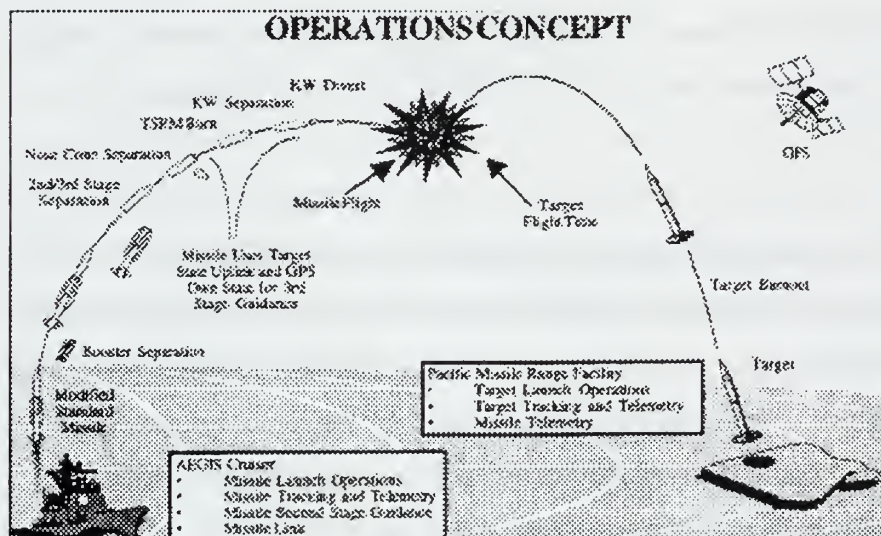 OPERATIONS CONCEPT
KW Divert
KW Separation
TSRM Burn
Nose Cone Separation
2nd/3rd Stage
Separation
GPS
Missile Flight
Target
Flight Time
Missile Uses Target
State Uplink and GPS
Own State for 3rd
Stage Guidance
Target Burnout
Booster Separation
Target
Pacific Missile Range Facility
• Target Launch Operations
• Target Tracking and Telemetry
• Missile Telemetry
Modified
Standard
Missile
AEGIS Cruiser
• Missile Launch Operations
• Missile Tracking and Telemetry
• Missile Second Stage Guidance
• Missile Link